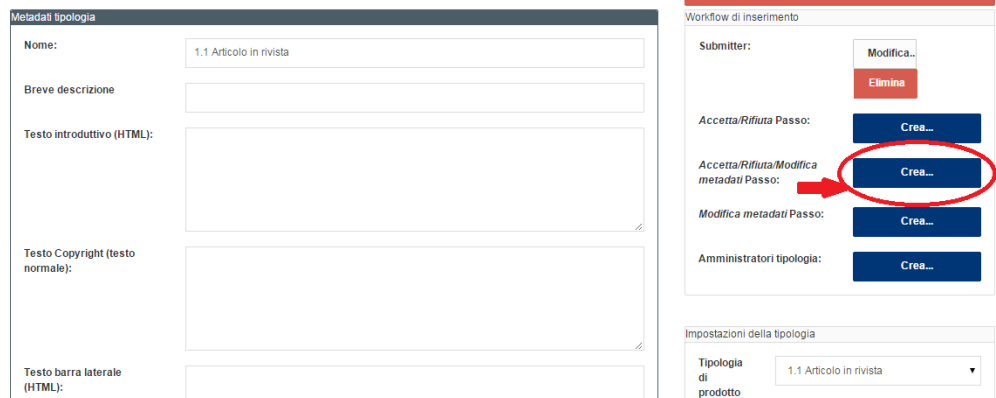 Metadati tipologia
Nome:
1.1 Articolo in rivista
Breve descrizione
Testo introduttivo (HTML):
Testo Copyright (testo
normale):
Testo barra laterale
(HTML):
Workflow di inserimento
Submitter:
Modifica..
Elimina
Accetta/Rifiuta Passo:
Crea...
Accetta/Rifiuta/Modifica
metadati Passo:
Crea...
Modifica metadati Passo:
Crea...
Amministratori tipologia:
Crea...
Impostazioni della tipologia
Tipologia
di
prodotto
1.1 Articolo in rivista